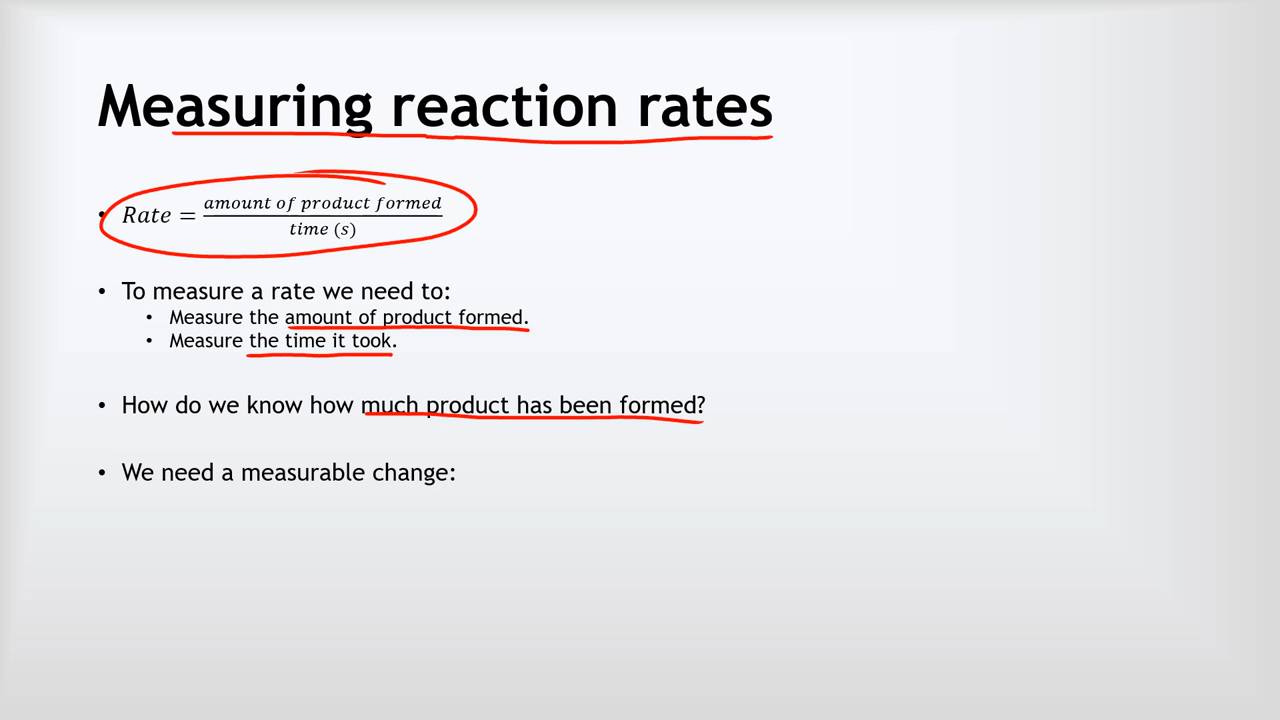 Measuring reaction rates
• Rate = amount of product formed / time (s)
• To measure a rate we need to:
• Measure the amount of product formed.
• Measure the time it took.
• How do we know how much product has been formed?
• We need a measurable change: